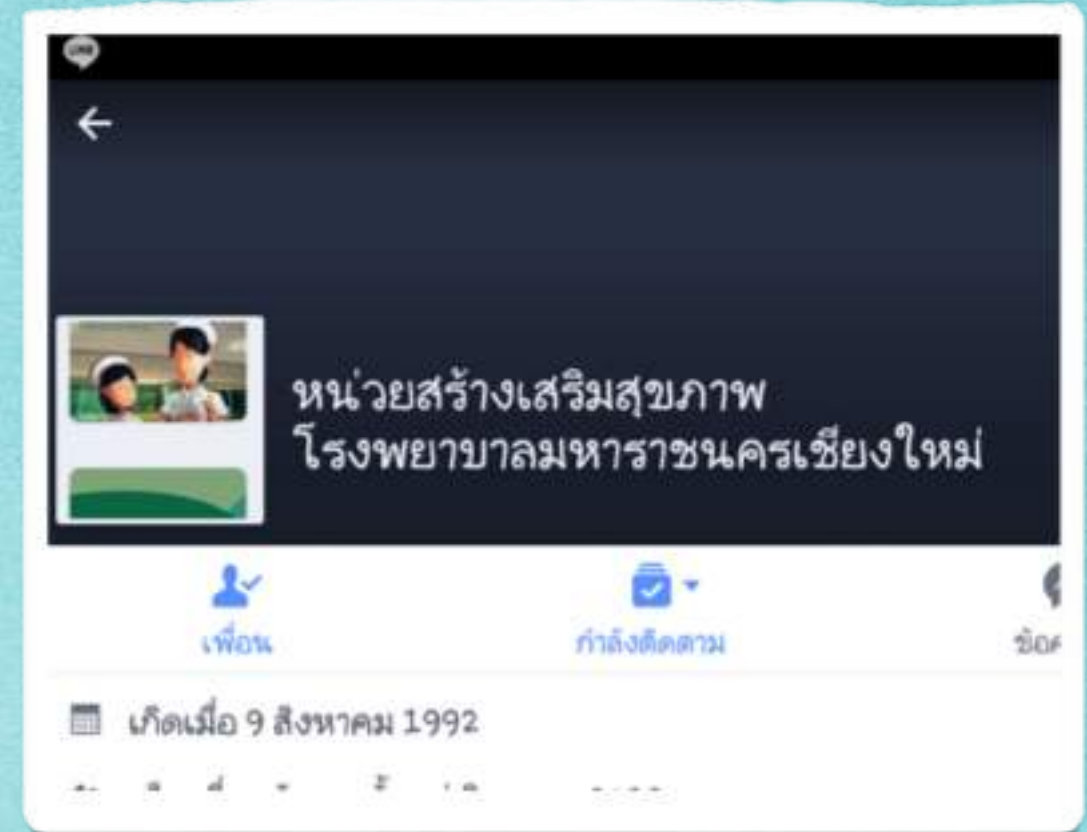 LINE
หน่วยสร้างเสริมสุขภาพ
โรงพยาบาลมหาราชนครเชียงใหม่
เพื่อน
กำลังติดตาม
เกิดเมื่อ 9 สิงหาคม 1992